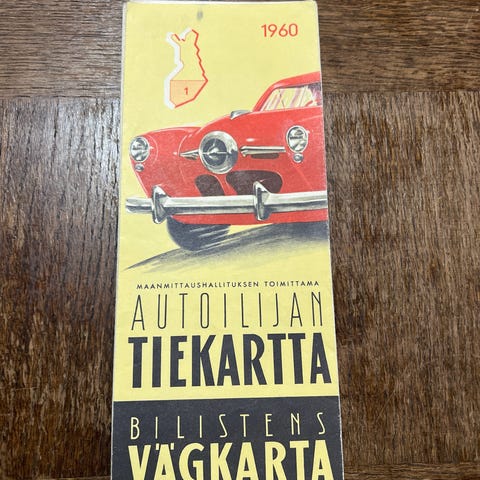 1960
1
MAANMITTAUSHALLITUKSEN TOIMITTAMA
AUTOILIJAN
TIEKARTTA
BILISTENS
VÄGKARTA